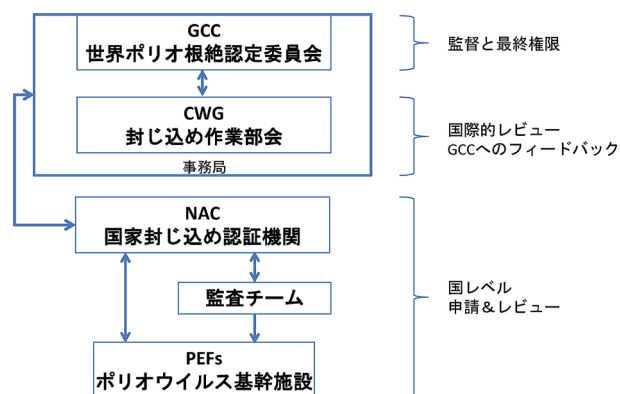 GCC
世界ポリオ根絶認定委員会
監督と最終権限
CWG
封じ込め作業部会
事務局
国際的レビュー
GCCへのフィードバック
NAC
国家封じ込め認証機関
監査チーム
国レベル
申請＆レビュー
PEFs
ポリオウイルス基幹施設